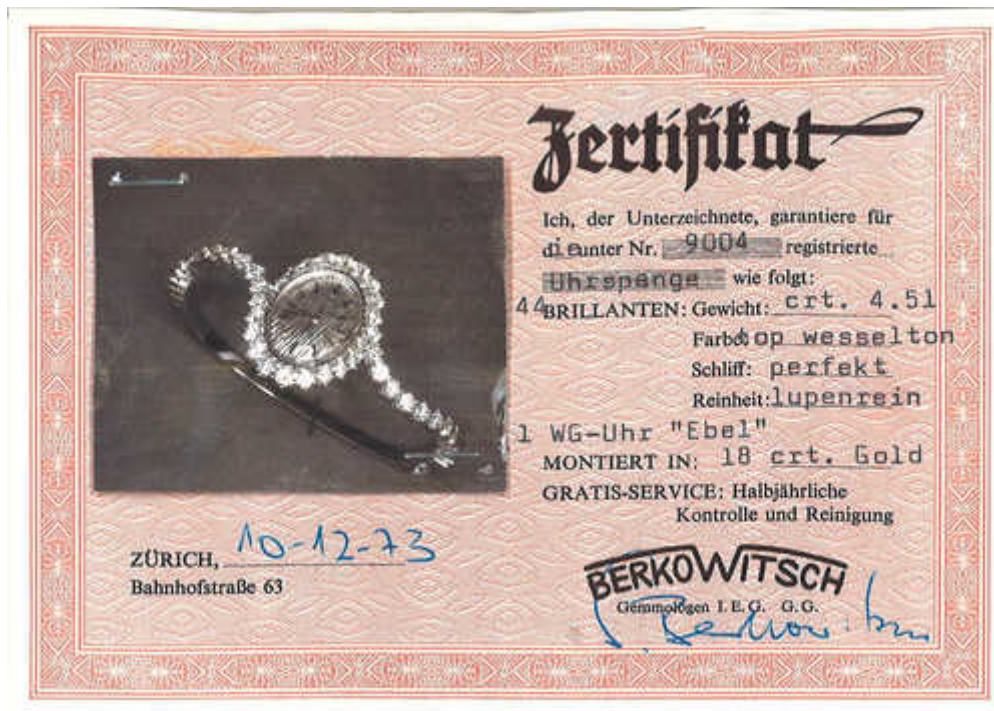 Zertifikat
Ich, der Unterzeichnete, garantiere für
die unter Nr. 9004 registrierte
Uhrspange wie folgt:
44 BRILLANTEN: Gewicht: crt. 4.51
Farbe: top wesselton
Schliff: perfekt
Reinheit: lupenrein
1 WG-Uhr "Ebel"
MONTIERT IN: 18 crt. Gold
GRATIS-SERVICE: Halbjährliche
Kontrolle und Reinigung
ZÜRICH, 10-12-73
Bahnhofstraße 63
BERKOWITSCH
Gemmologen I.E.G. G.G.